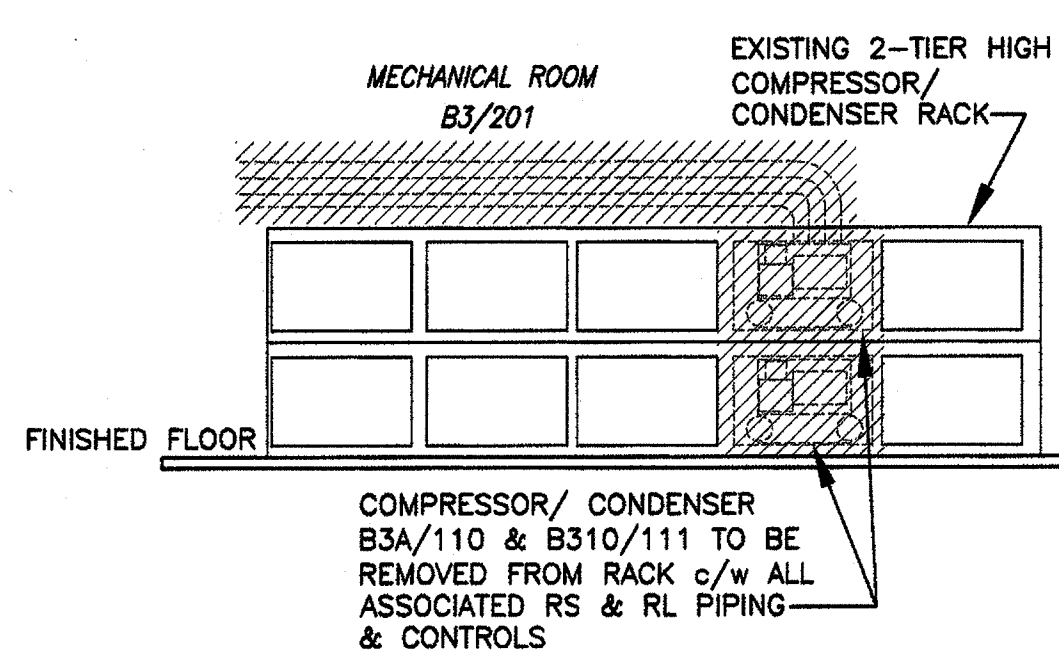 EXISTING 2-TIER HIGH
COMPRESSOR/
CONDENSER RACK
MECHANICAL ROOM
B3/201
FINISHED FLOOR
COMPRESSOR/ CONDENSER
B3A/110 & B310/111 TO BE
REMOVED FROM RACK c/w ALL
ASSOCIATED RS & RL PIPING
& CONTROLS